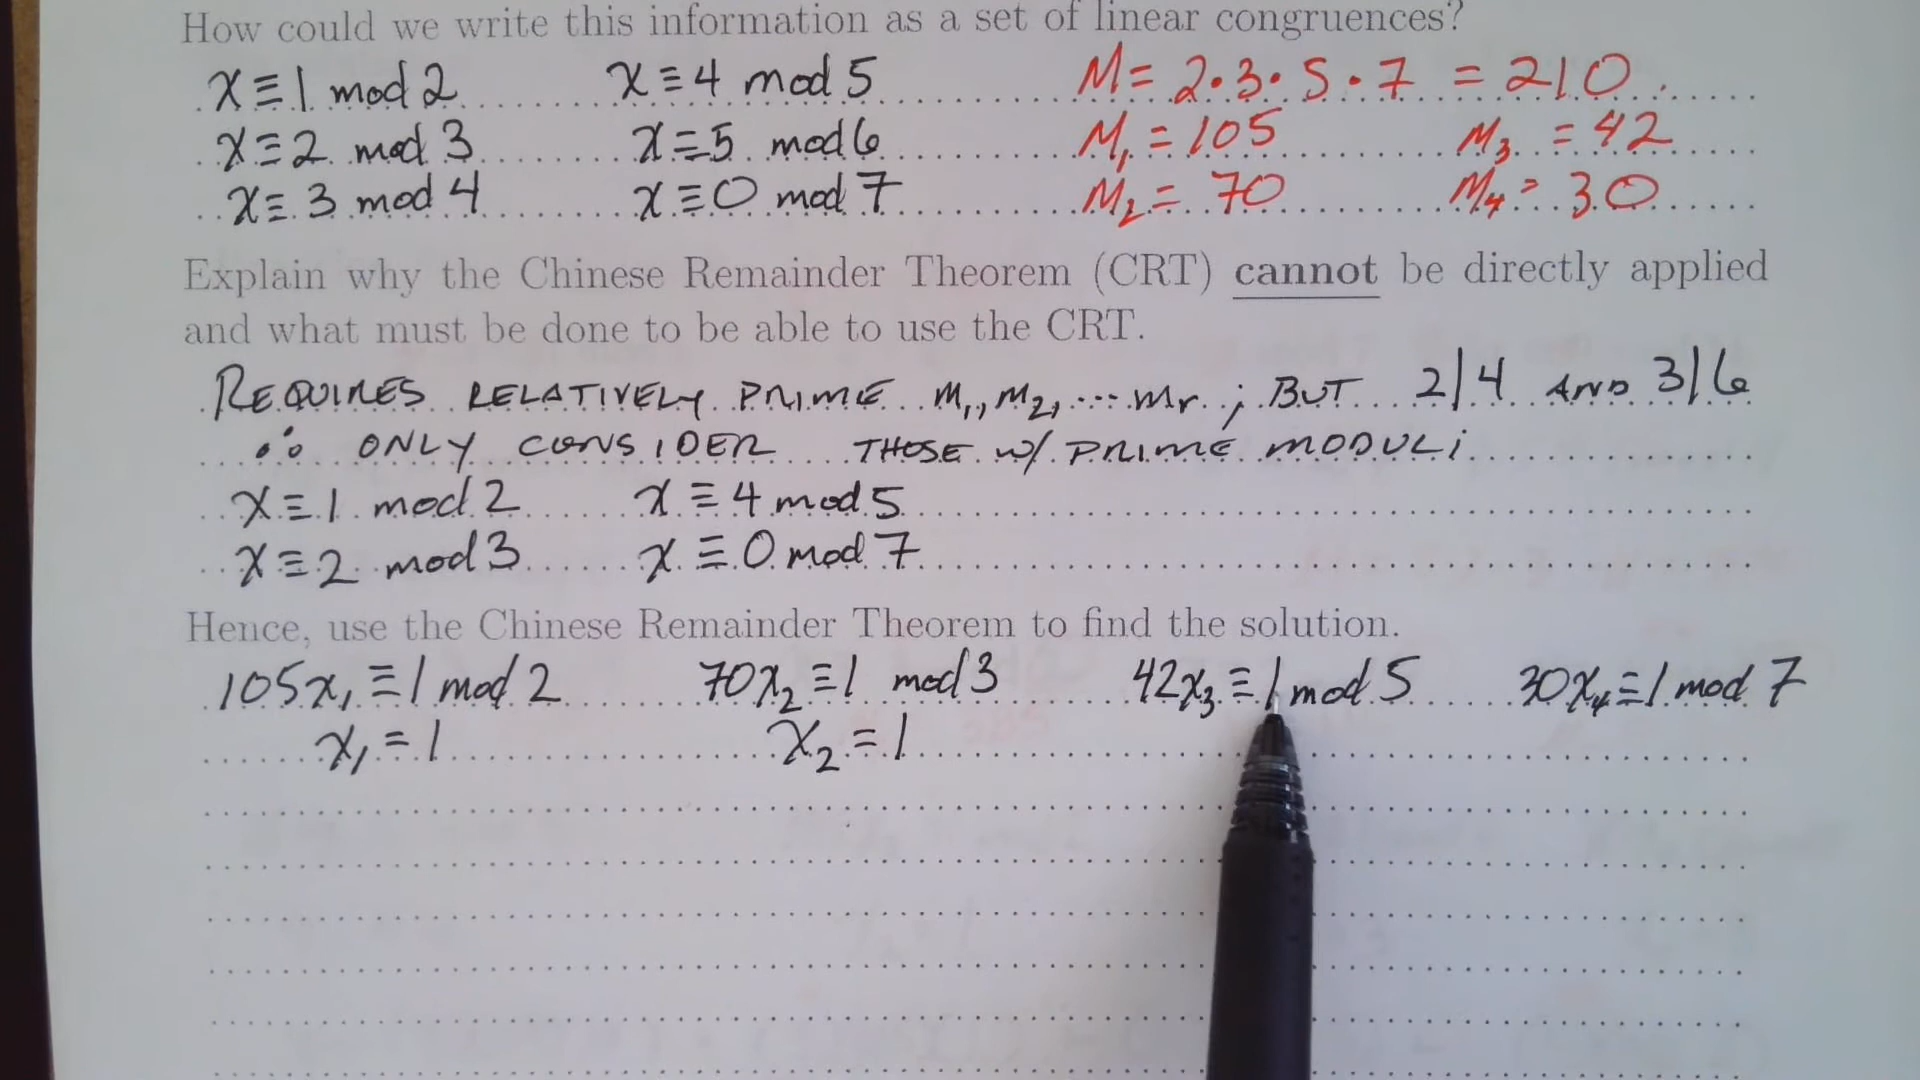 How could we write this information as a set of linear congruences?
x ≡ 1 mod 2 x ≡ 4 mod 5 M = 2·3·5·7 = 210
x ≡ 2 mod 3 x ≡ 5 mod 6 M₁ = 105 M₃ = 42
x ≡ 3 mod 4 x ≡ 0 mod 7 M₂ = 70 M₄ = 30
Explain why the Chinese Remainder Theorem (CRT) cannot be directly applied
and what must be done to be able to use the CRT.
REQUIRES RELATIVELY PRIME m₁, m₂, ... mᵣ ; BUT 2|4 AND 3|6
∴ ONLY CONSIDER THOSE W/ PRIME MODULI
x ≡ 1 mod 2 x ≡ 4 mod 5
x ≡ 2 mod 3 x ≡ 0 mod 7
Hence, use the Chinese Remainder Theorem to find the solution.
105x₁ ≡ 1 mod 2 70x₂ ≡ 1 mod 3 42x₃ ≡ 1 mod 5 30x₄ ≡ 1 mod 7
x₁ = 1 x₂ = 1